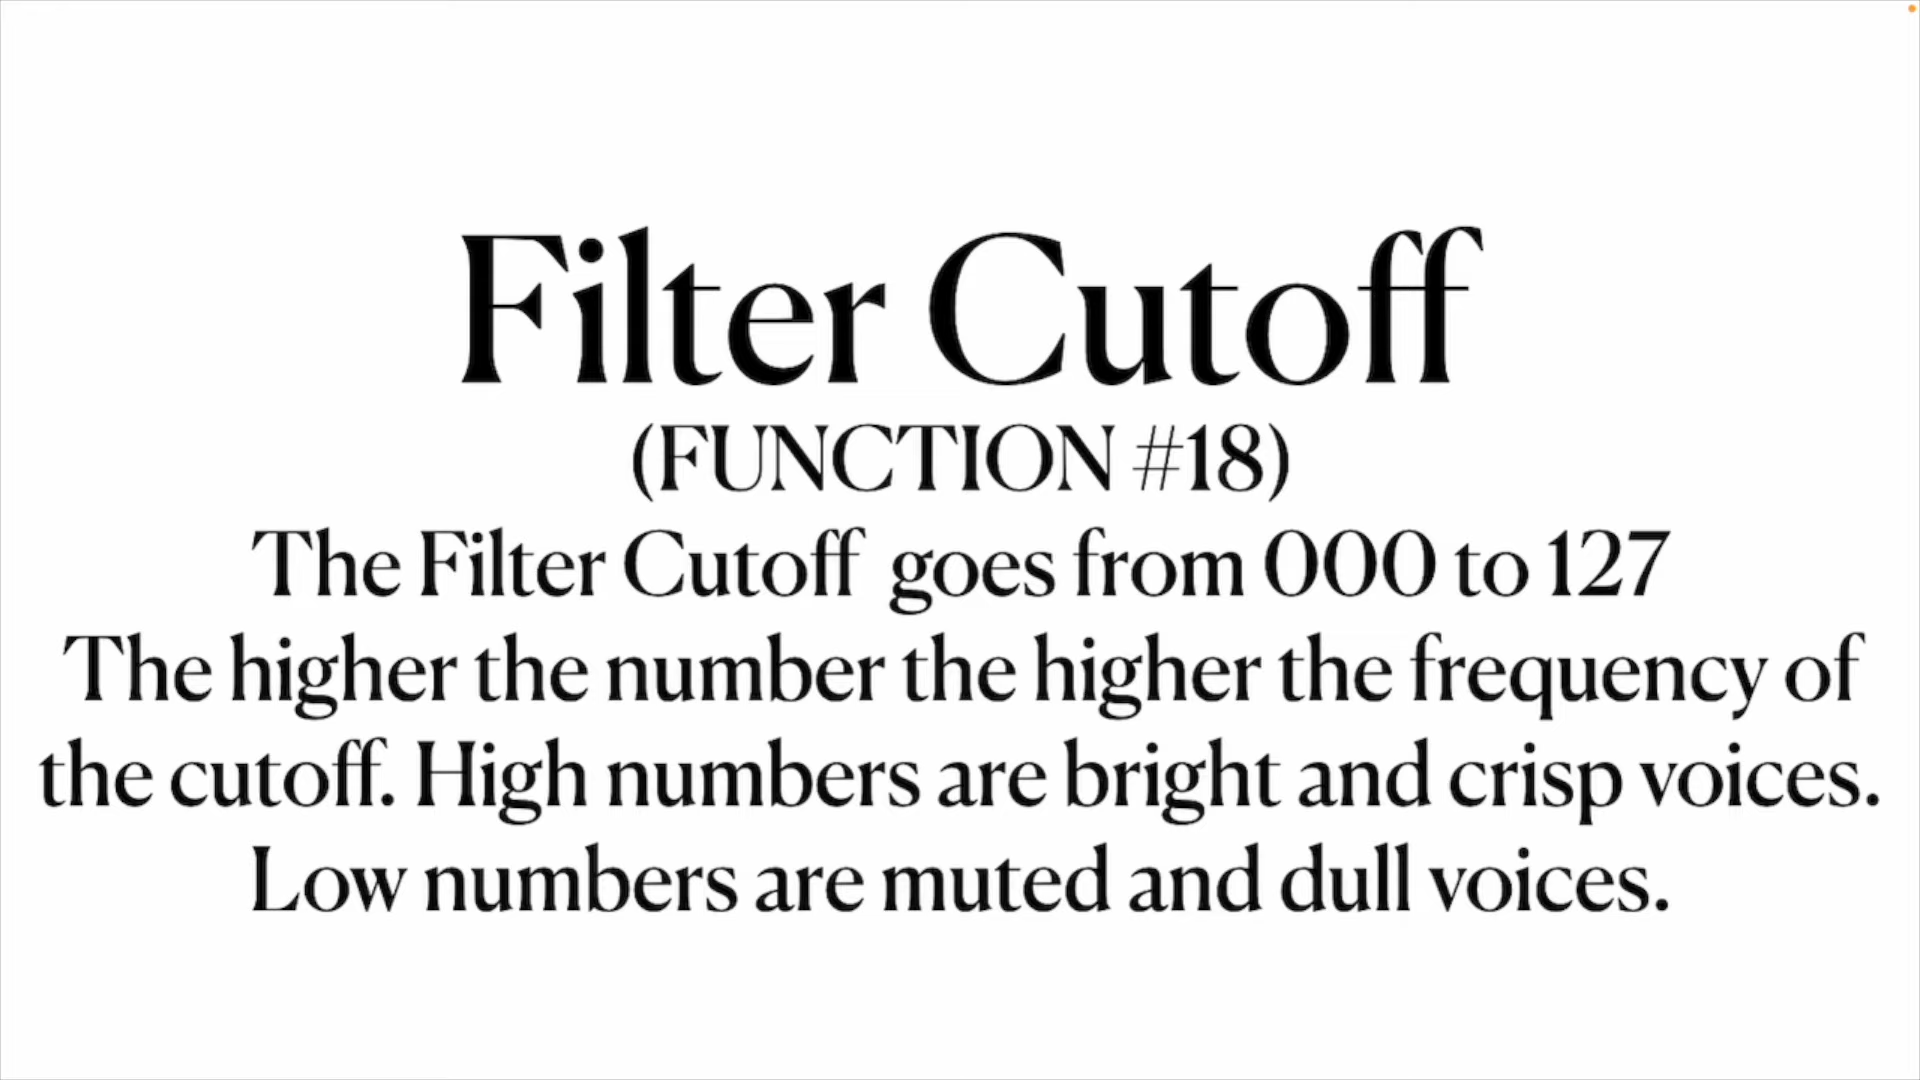 Filter Cutoff
(FUNCTION #18)
The Filter Cutoff goes from 000 to 127
The higher the number the higher the frequency of
the cutoff. High numbers are bright and crisp voices.
Low numbers are muted and dull voices.